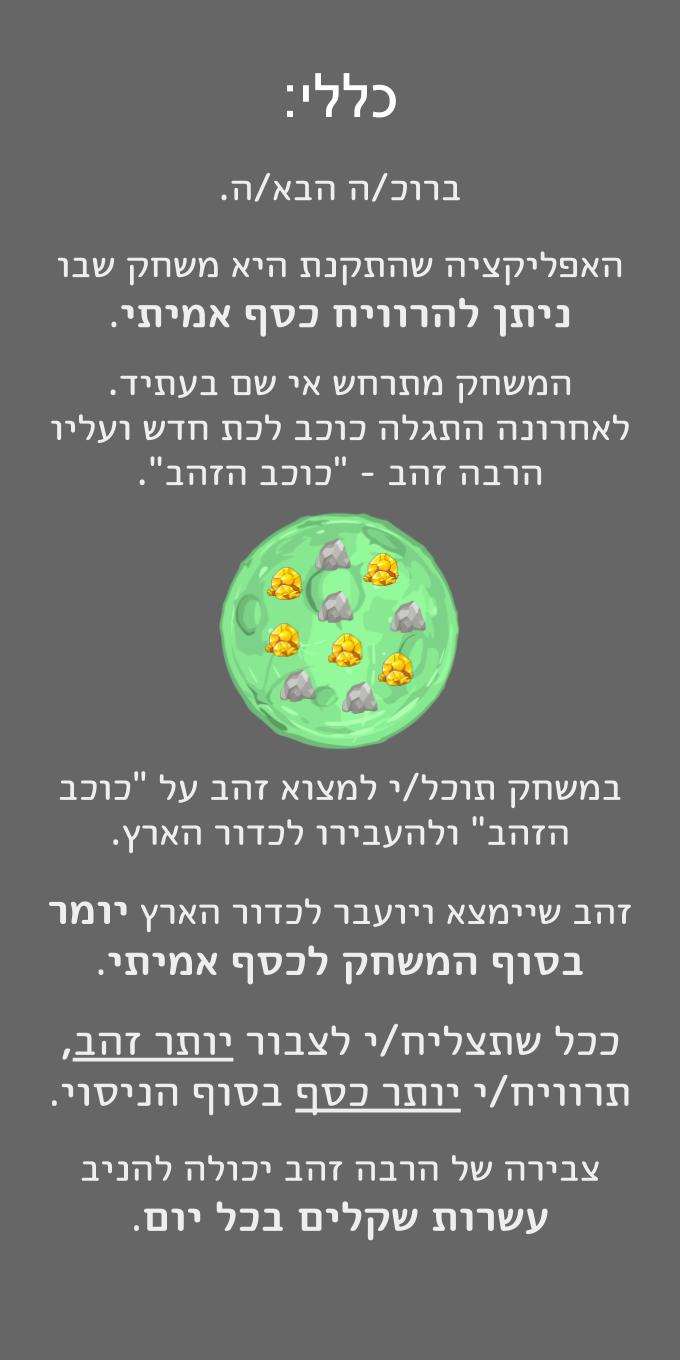 כללי:
ברוכ/ה הבא/ה.
האפליקציה שהתקנת היא משחק שבו
ניתן להרוויח כסף אמיתי.
המשחק מתרחש אי שם בעתיד.
לאחרונה התגלה כוכב לכת חדש ועליו
הרבה זהב - "כוכב הזהב".
במשחק תוכל/י למצוא זהב על "כוכב
הזהב" ולהעבירו לכדור הארץ.
זהב שיימצא ויועבר לכדור הארץ יומר
בסוף המשחק לכסף אמיתי.
ככל שתצליח/י לצבור יותר זהב,
תרוויח/י יותר כסף בסוף הניסוי.
צבירה של הרבה זהב יכולה להניב
עשרות שקלים בכל יום.